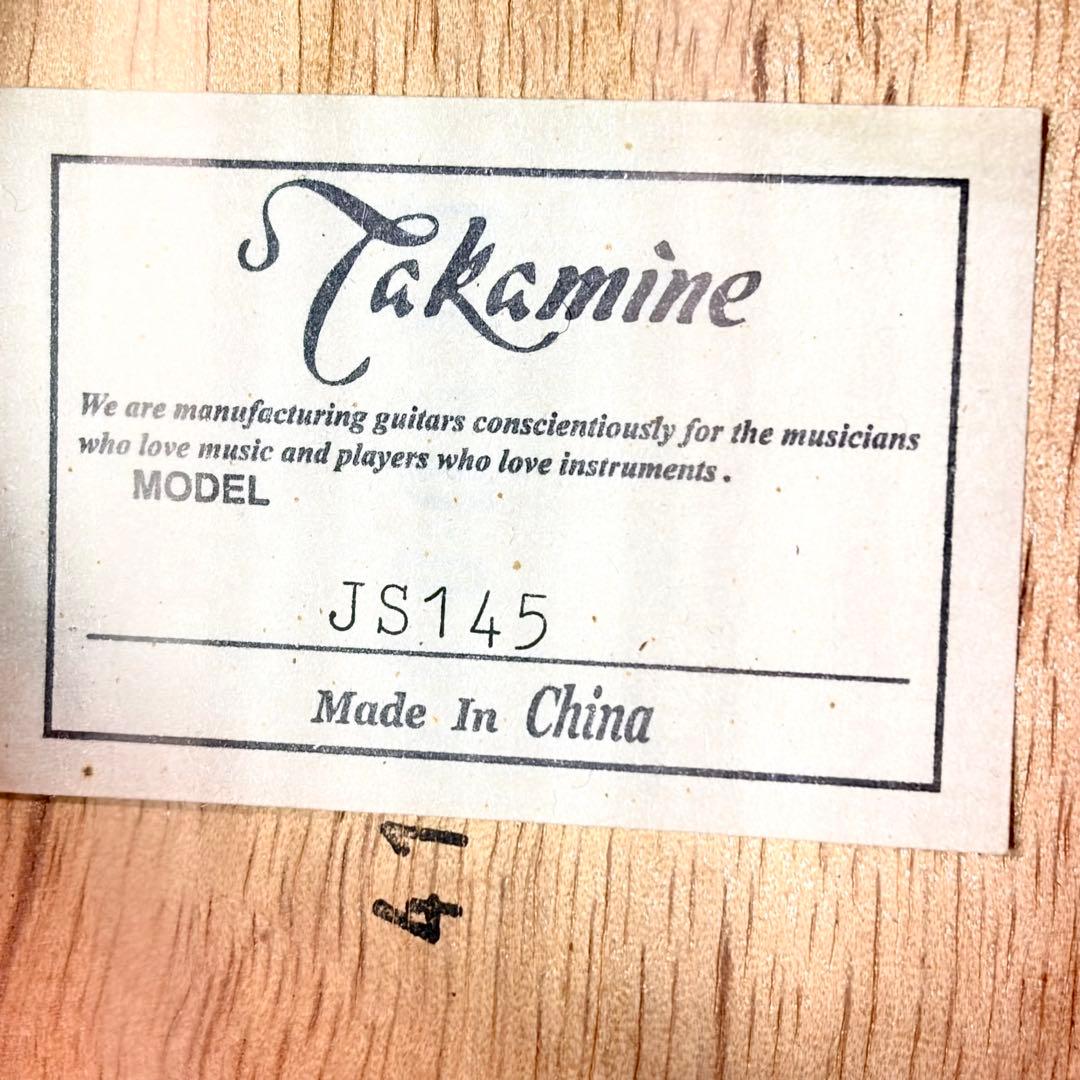 Takamine
We are manufacturing guitars conscientiously for the musicians
who love music and players who love instruments .
MODEL
JS145
Made In China
41